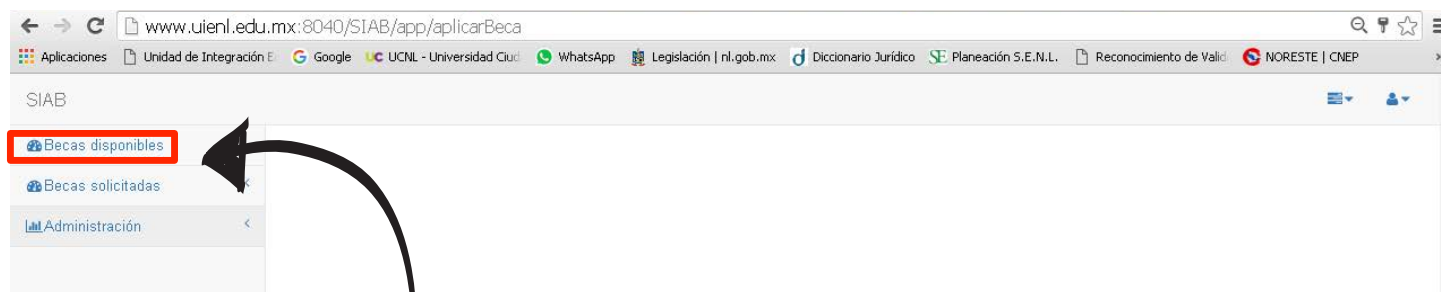 www.uienl.edu.mx:8040/SIAB/app/aplicarBeca
Aplicaciones Unidad de Integración E Google UCNL - Universidad Ciud WhatsApp Legislación | nl.gob.mx Diccionario Jurídico Planeación S.E.N.L. Reconocimiento de Valid NORESTE | CNEP
SIAB
Becas disponibles
Becas solicitadas
Administración